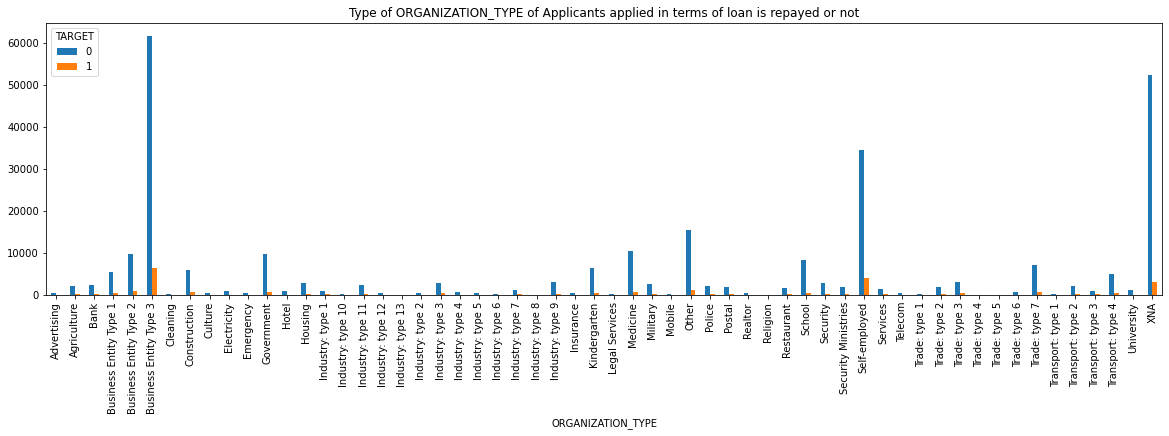 Type of ORGANIZATION_TYPE of Applicants applied in terms of loan is repayed or not
TARGET
0
1
60000
50000
40000
30000
20000
10000
0
Advertising
Agriculture
Bank
Business Entity Type 1
Business Entity Type 2
Business Entity Type 3
Cleaning
Construction
Culture
Electricity
Emergency
Government
Hotel
Housing
Industry: type 1
Industry: type 10
Industry: type 11
Industry: type 12
Industry: type 13
Industry: type 2
Industry: type 3
Industry: type 4
Industry: type 5
Industry: type 6
Industry: type 7
Industry: type 8
Industry: type 9
Insurance
Kindergarten
Legal Services
Medicine
Military
Mobile
Other
Police
Postal
Realtor
Religion
Restaurant
School
Security
Security Ministries
Self-employed
Services
Telecom
Trade: type 1
Trade: type 2
Trade: type 3
Trade: type 4
Trade: type 5
Trade: type 6
Trade: type 7
Transport: type 1
Transport: type 2
Transport: type 3
Transport: type 4
University
XNA
ORGANIZATION_TYPE